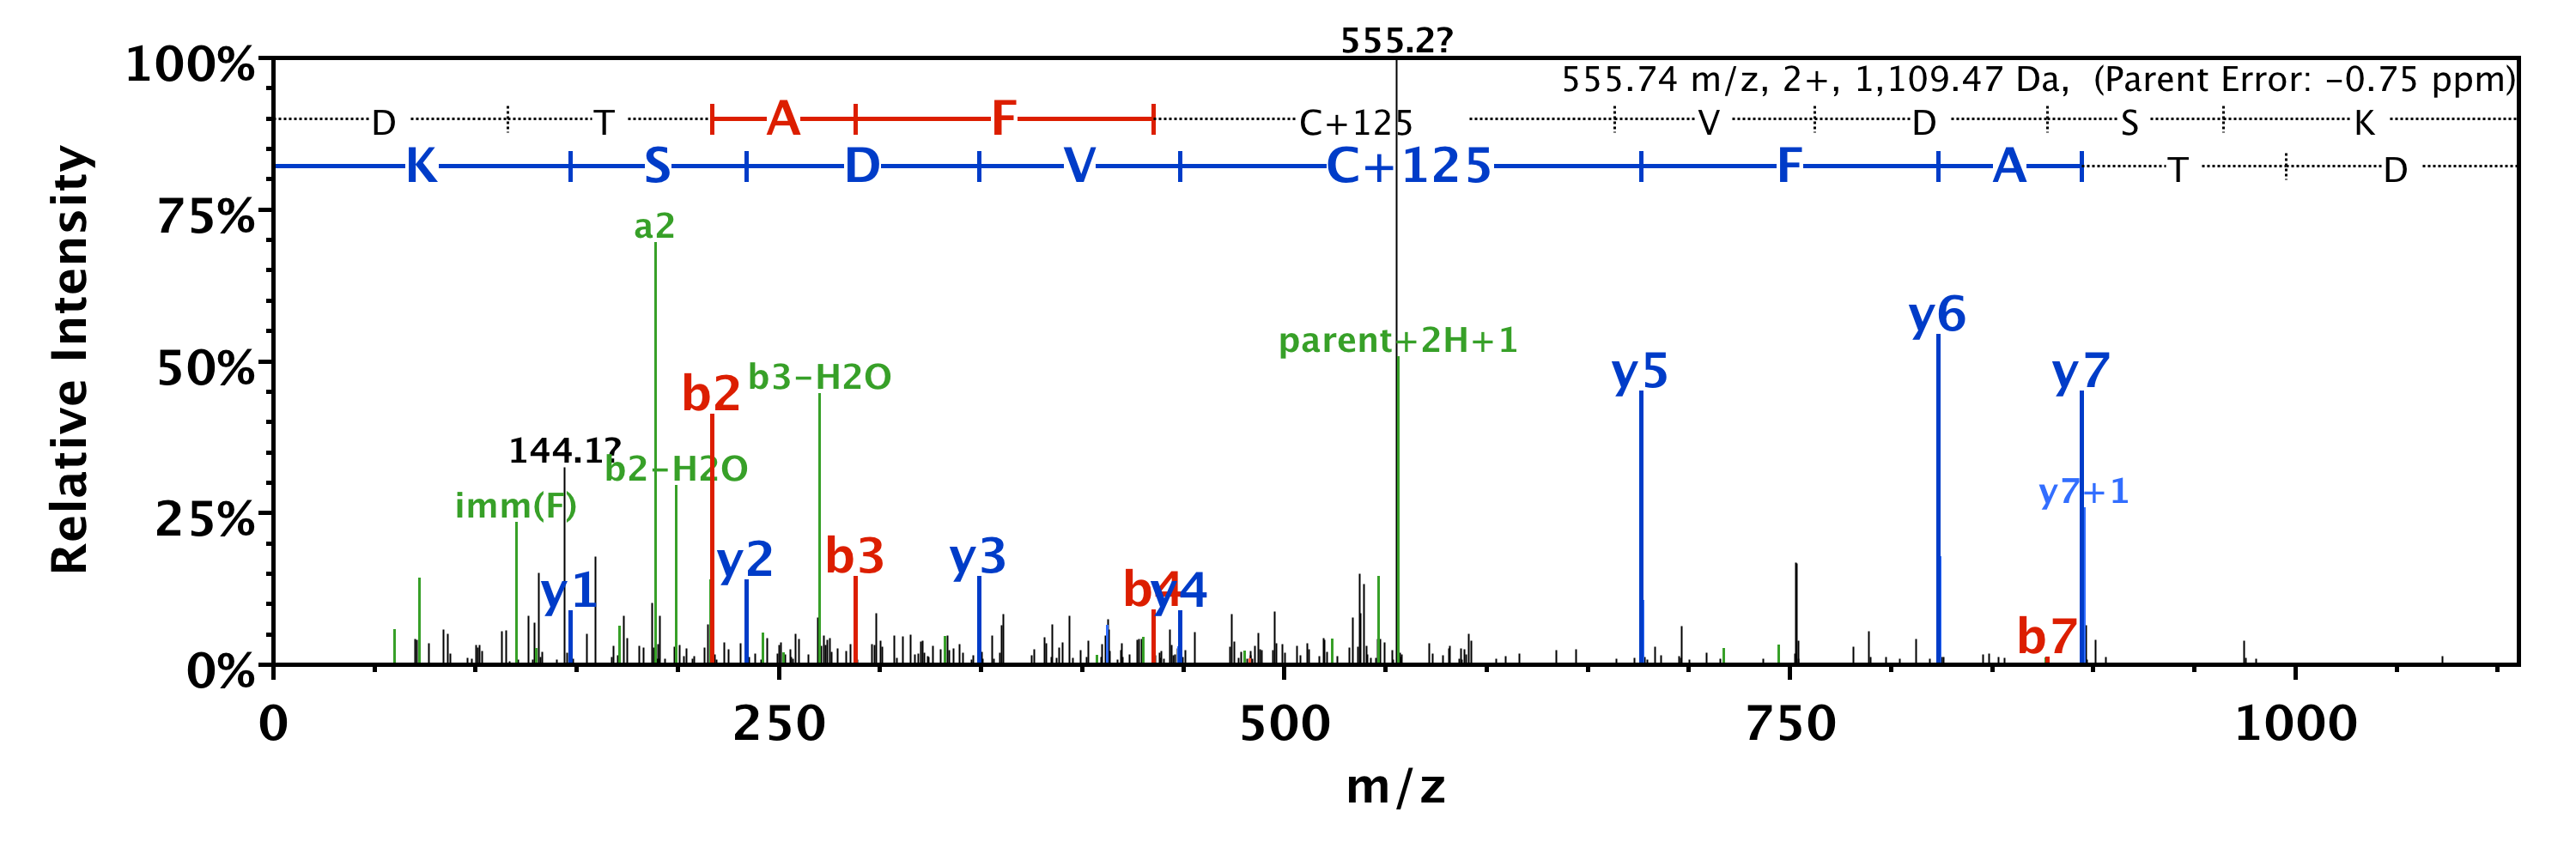 555.2?
100%
555.74 m/z, 2+, 1,109.47 Da, (Parent Error: −0.75 ppm)
D T A F C+125 V D S K
K S D V C+125 F A T D
75%
a2
y6
parent+2H+1
50%
y5
y7
b3−H2O
b2
144.1?
b2−H2O
y7+1
imm(F)
25%
y2
b3
y3
y1
b4
y4
b7
0%
0 250 500 750 1000
m/z
Relative Intensity